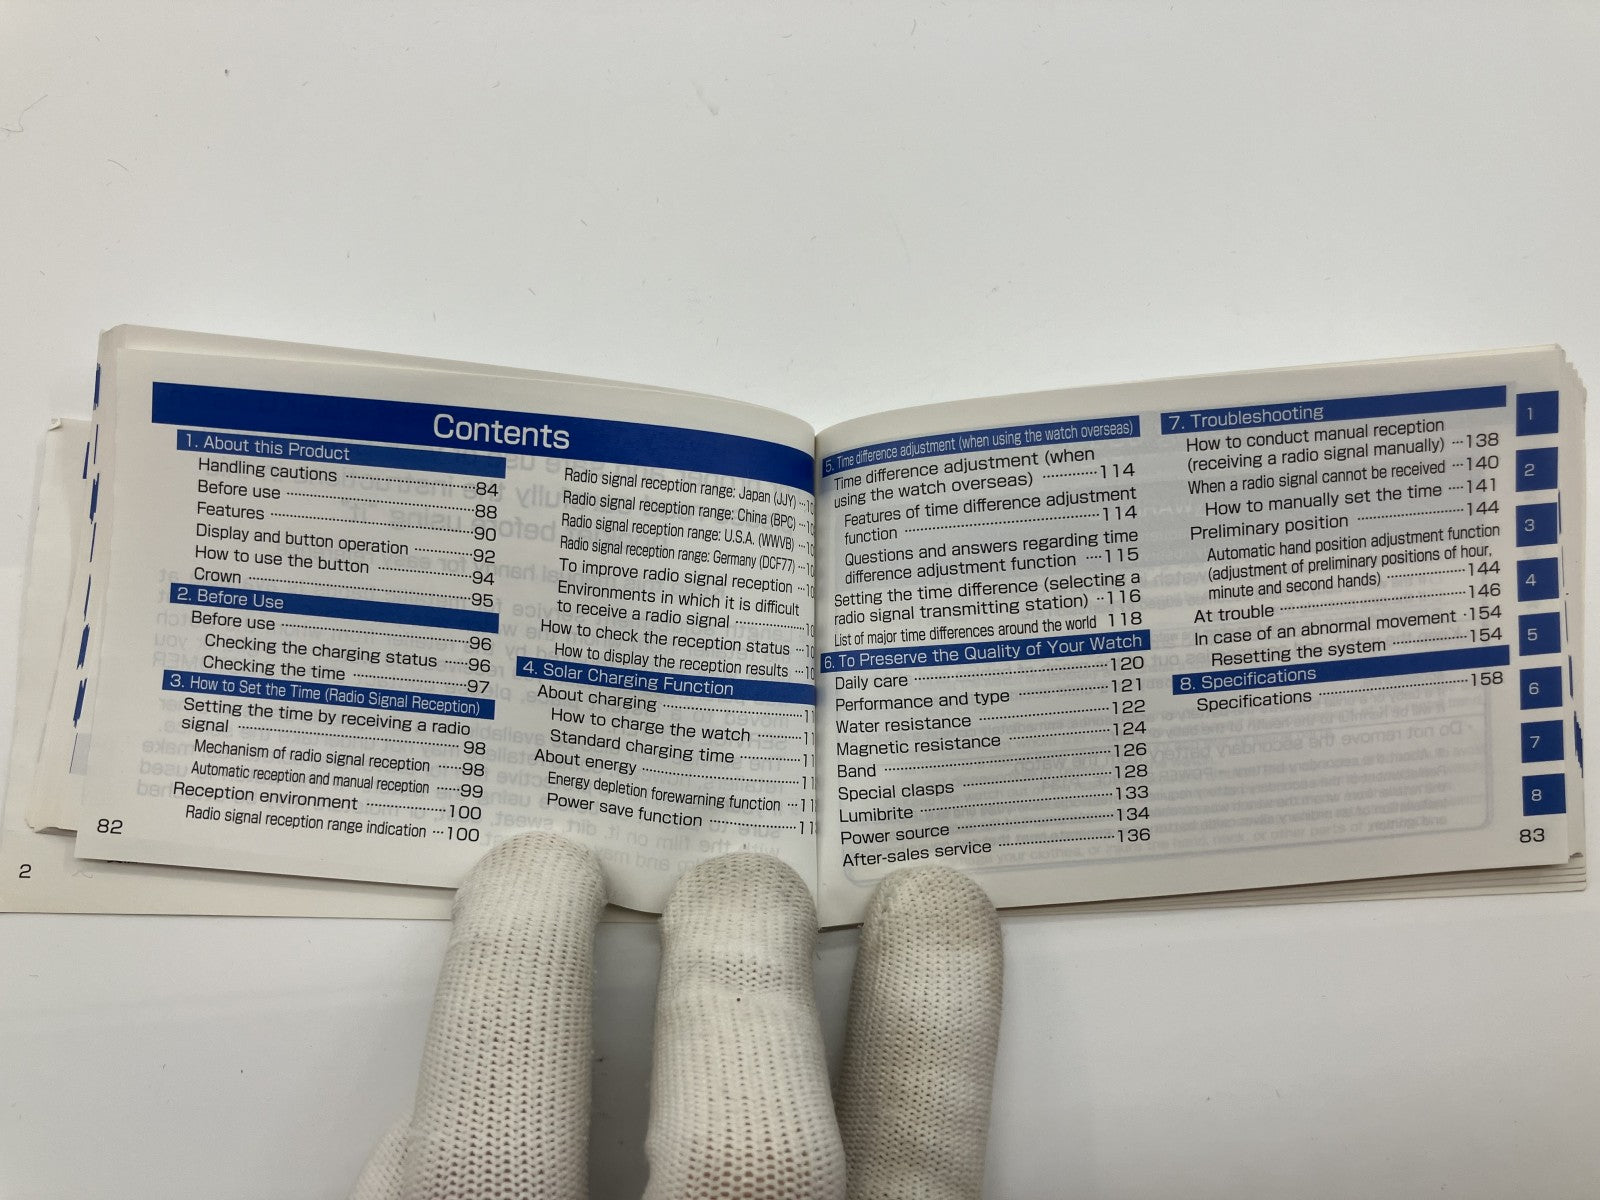 Contents
1. About this Product
Handling cautions 84
Before use 88
Features 90
Display and button operation 92
How to use the button 94
Crown 95
2. Before Use
Before use 96
Checking the charging status 96
Checking the time 97
3. How to Set the Time (Radio Signal Reception)
Setting the time by receiving a radio
signal 98
Mechanism of radio signal reception 98
Automatic reception and manual reception 99
Reception environment 100
Radio signal reception range indication 100
82
2
Radio signal reception range: Japan (JJY)
Radio signal reception range: China (BPC)
Radio signal reception range: U.S.A. (WWVB)
Radio signal reception range: Germany (DCF77)
To improve radio signal reception
Environments in which it is difficult
to receive a radio signal
How to check the reception status
How to display the reception results
4. Solar Charging Function
About charging
How to charge the watch
Standard charging time
About energy
Energy depletion forewarning function
Power save function
5. Time difference adjustment (when using the watch overseas)
Time difference adjustment (when
using the watch overseas) 114
Features of time difference adjustment
function 114
Questions and answers regarding time
difference adjustment function 115
Setting the time difference (selecting a
radio signal transmitting station) 116
List of major time differences around the world 118
6. To Preserve the Quality of Your Watch
Daily care 120
Performance and type 121
Water resistance 122
Magnetic resistance 124
Band 126
Special clasps 128
Lumibrite 133
Power source 134
After-sales service 136
7. Troubleshooting
How to conduct manual reception
(receiving a radio signal manually) 138
When a radio signal cannot be received 140
How to manually set the time 141
Preliminary position 144
Automatic hand position adjustment function
(adjustment of preliminary positions of hour,
minute and second hands) 144
At trouble 146
In case of an abnormal movement 154
Resetting the system 154
8. Specifications
Specifications 158
1
2
3
4
5
6
7
8
83